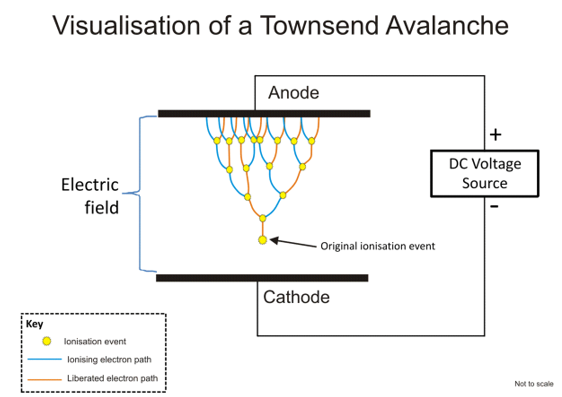 Visualisation of a Townsend Avalanche
Anode
+
DC Voltage
Source
-
Electric
field
Original ionisation event
Cathode
Key
Ionisation event
Ionising electron path
Liberated electron path
Not to scale